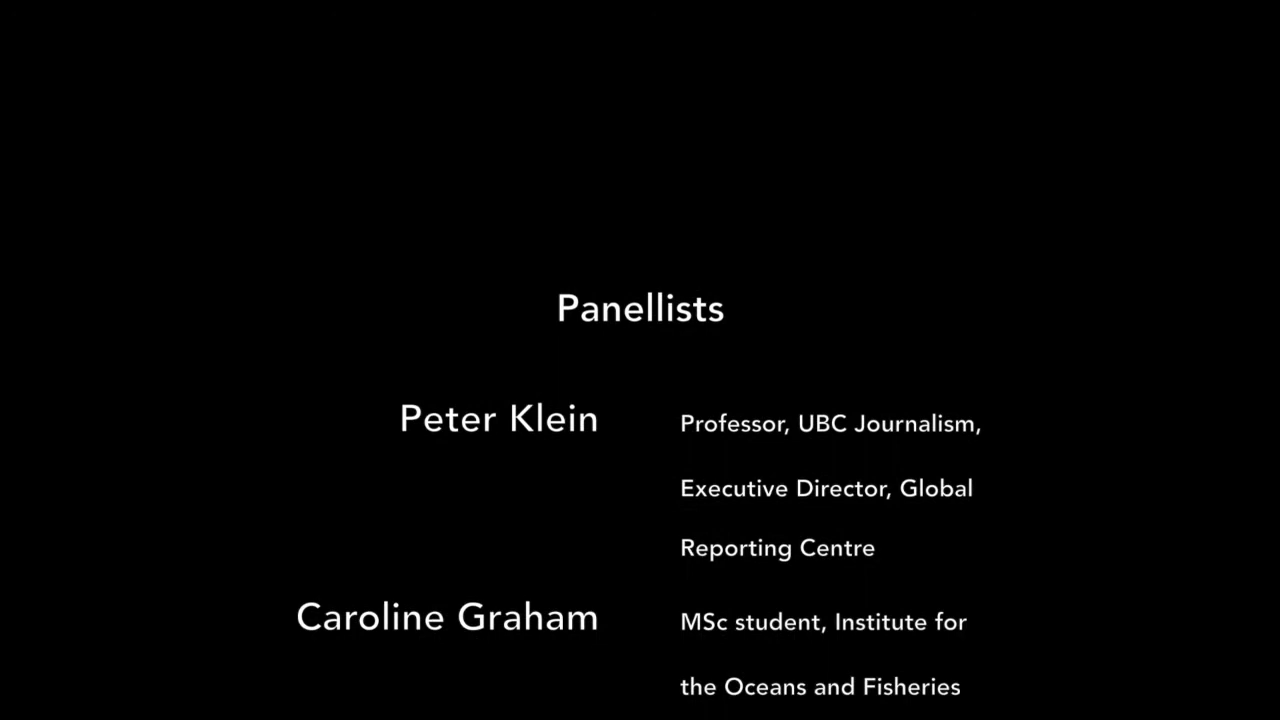 Panellists
Peter Klein
Professor, UBC Journalism,
Executive Director, Global
Reporting Centre
Caroline Graham
MSc student, Institute for
the Oceans and Fisheries